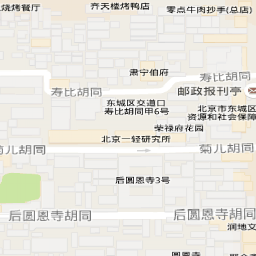 烧烤餐厅
齐天楼烤鸭店
零点牛肉抄手(总店)
肃宁伯府
寿比胡同
寿比胡同
邮政报刊亭
东城区交道口
寿比胡同甲6号
北京市东城区
资源和社会保障
荣禄府花园
北京一轻研究所
菊儿胡同
菊儿胡同
后圆恩寺3号
后圆恩寺胡同
后圆恩寺胡同
润地文